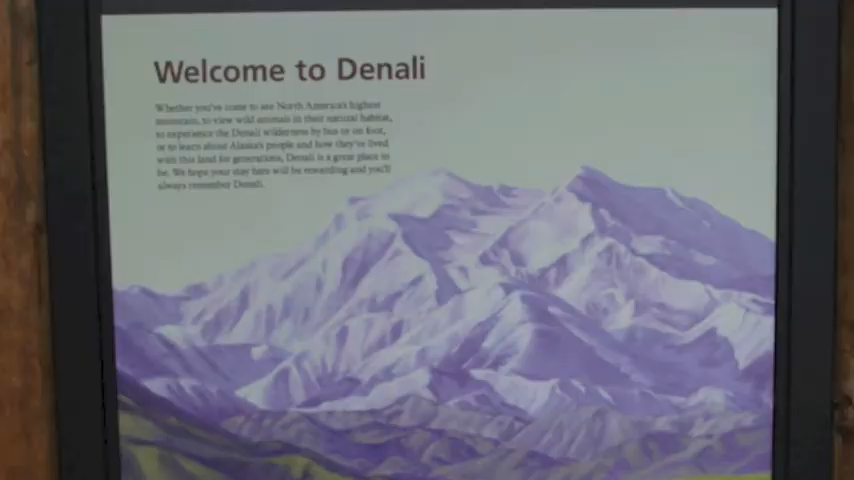 Welcome to Denali
Whether you've come to see North America's highest
mountain, to view wild animals in their natural habitat,
to experience the Denali wilderness by bus or on foot,
or to learn about Alaska's people and how they've lived
with this land for generations, Denali is a great place to
be. We hope your stay here will be rewarding and you'll
always remember Denali.